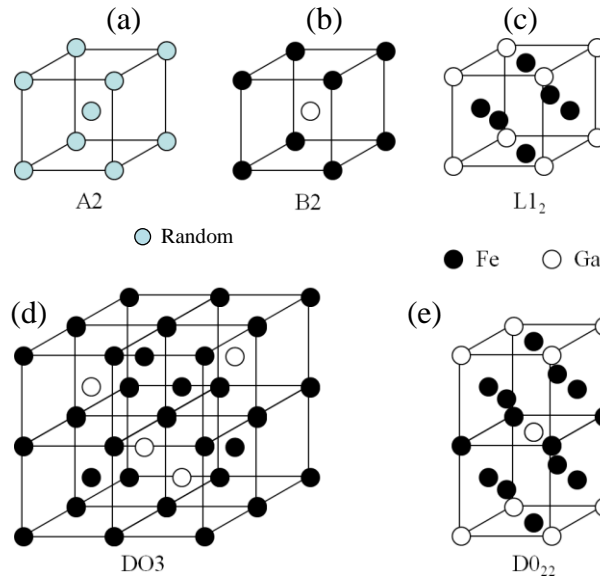 (a) (b) (c)
A2 B2 L1₂
Random
Fe Ga
(d) (e)
DO3 D0₂₂